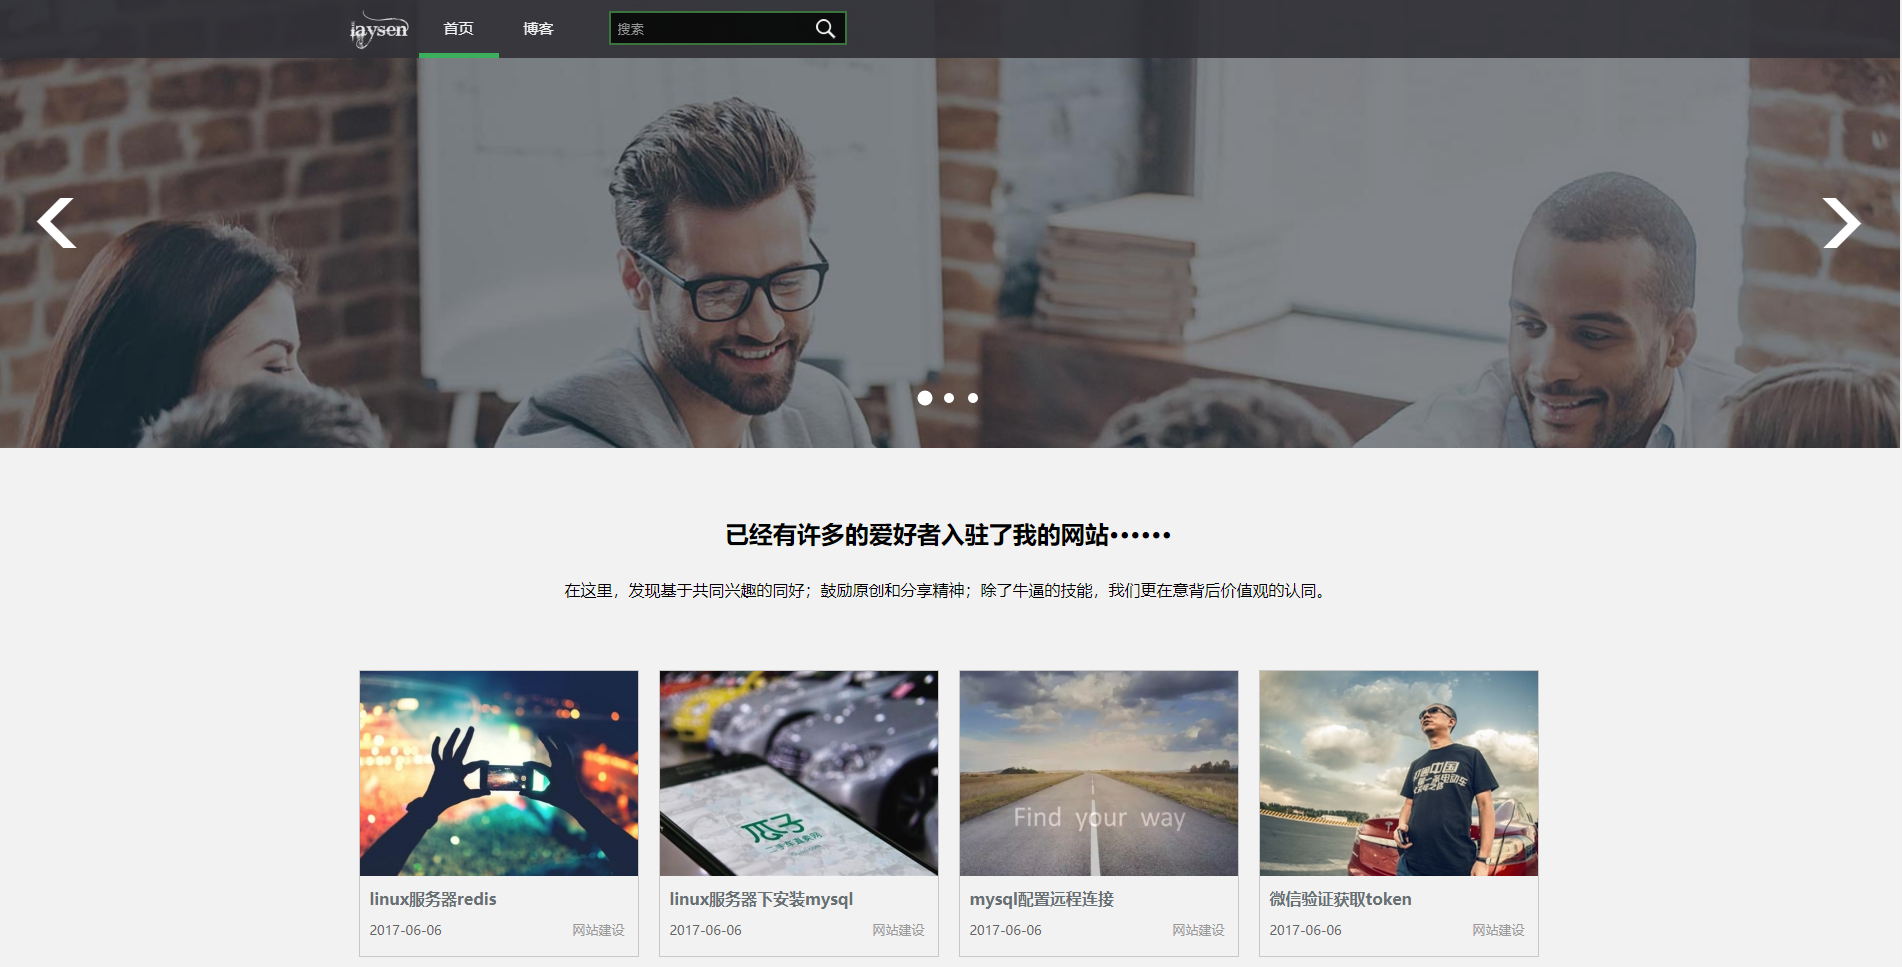 laysen
首页
博客
搜索
已经有许多的爱好者入驻了我的网站······
在这里，发现基于共同兴趣的同好；鼓励原创和分享精神；除了牛逼的技能，我们更在意背后价值观的认同。
瓜子
二手车直卖网
Find your way
linux服务器redis
2017-06-06
网站建设
linux服务器下安装mysql
2017-06-06
网站建设
mysql配置远程连接
2017-06-06
网站建设
微信验证获取token
2017-06-06
网站建设